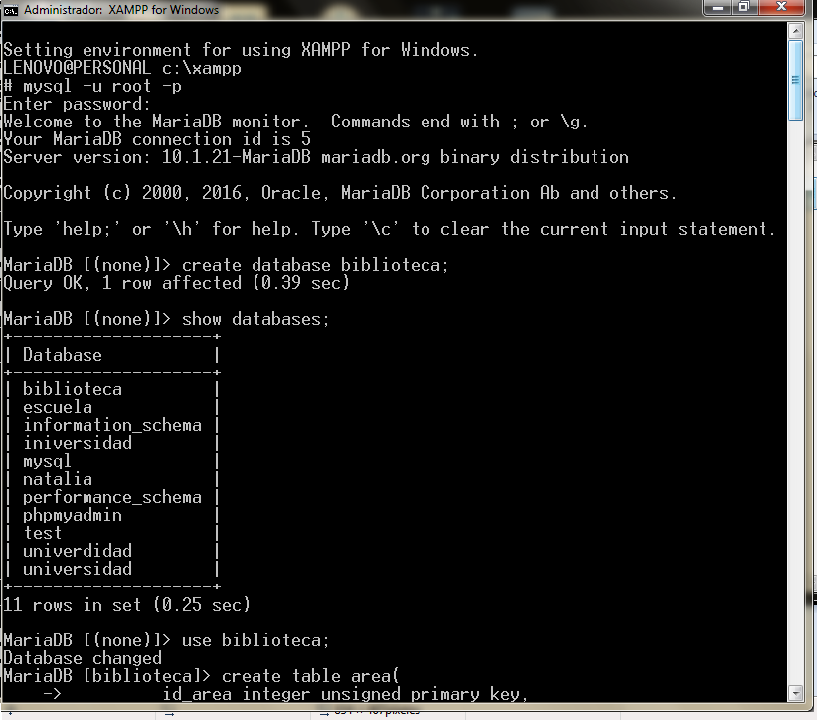 Administrador:  XAMPP for Windows
Setting environment for using XAMPP for Windows.
LENOVO@PERSONAL c:\xampp
# mysql -u root -p
Enter password:
Welcome to the MariaDB monitor.  Commands end with ; or \g.
Your MariaDB connection id is 5
Server version: 10.1.21-MariaDB mariadb.org binary distribution
Copyright (c) 2000, 2016, Oracle, MariaDB Corporation Ab and others.
Type 'help;' or '\h' for help. Type '\c' to clear the current input statement.
MariaDB [(none)]> create database biblioteca;
Query OK, 1 row affected (0.39 sec)
MariaDB [(none)]> show databases;
+--------------------+
| Database           |
+--------------------+
| biblioteca         |
| escuela            |
| information_schema |
| iniversidad        |
| mysql              |
| natalia            |
| performance_schema |
| phpmyadmin         |
| test               |
| univerdidad        |
| universidad        |
+--------------------+
11 rows in set (0.25 sec)
MariaDB [(none)]> use biblioteca;
Database changed
MariaDB [biblioteca]> create table area(
    ->          id_area integer unsigned primary key,